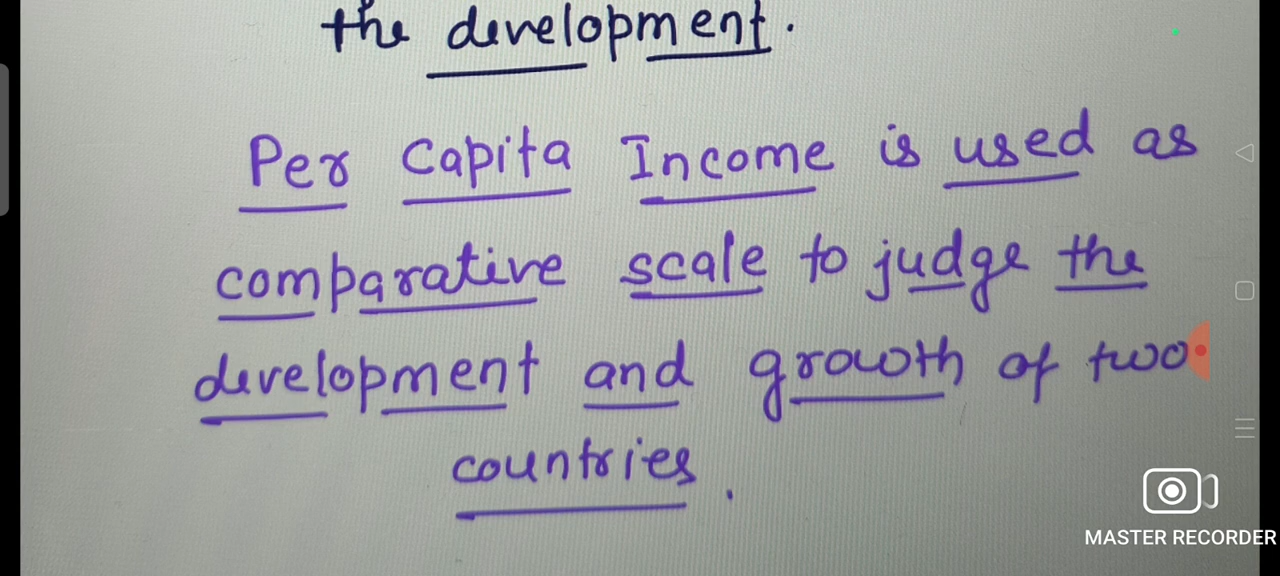 the development.
Per Capita Income is used as
comparative scale to judge the
development and growth of two
countries.
MASTER RECORDER